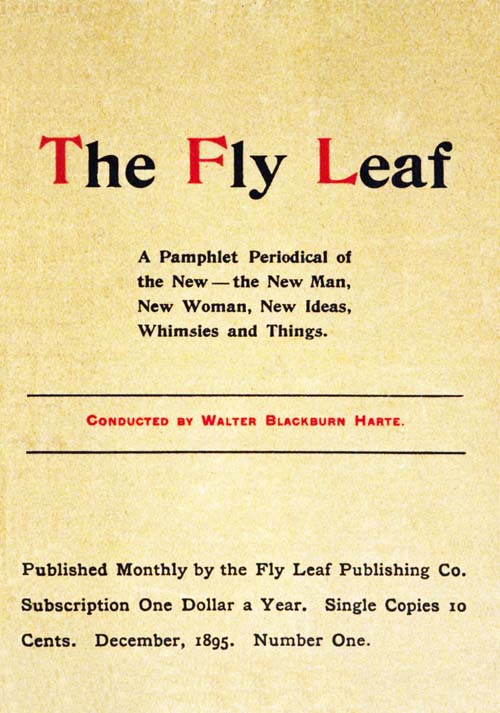 The Fly Leaf
A Pamphlet Periodical of
the New — the New Man,
New Woman, New Ideas,
Whimsies and Things.
Conducted by Walter Blackburn Harte.
Published Monthly by the Fly Leaf Publishing Co.
Subscription One Dollar a Year. Single Copies 10
Cents. December, 1895. Number One.